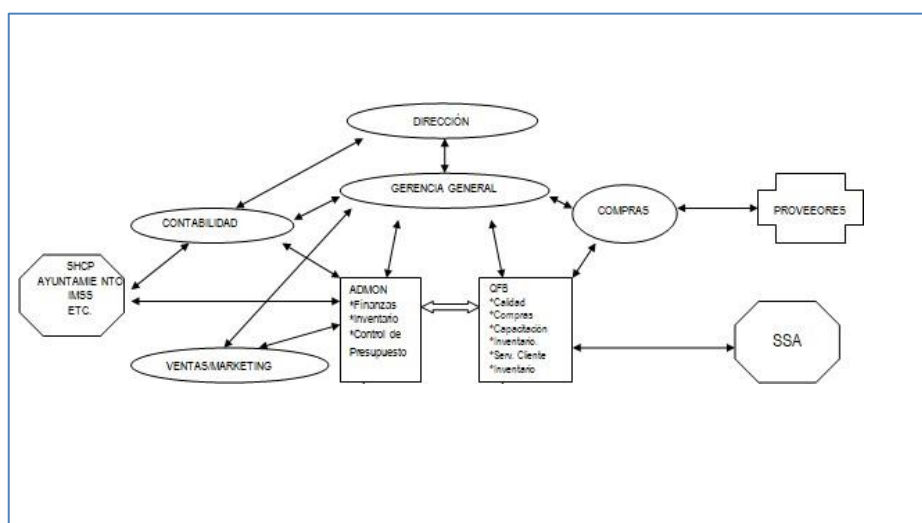 DIRECCIÓN
GERENCIA GENERAL
CONTABILIDAD
COMPRAS
PROVEEORES
SHCP
AYUNTAMIE NTO
IMSS
ETC.
ADMON
*Finanzas
*Inventario
*Control de
Presupuesto
QFB
*Calidad
*Compras
*Capacitación
*Inventario.
*Serv. Cliente
*Inventario
SSA
VENTAS/MARKETING